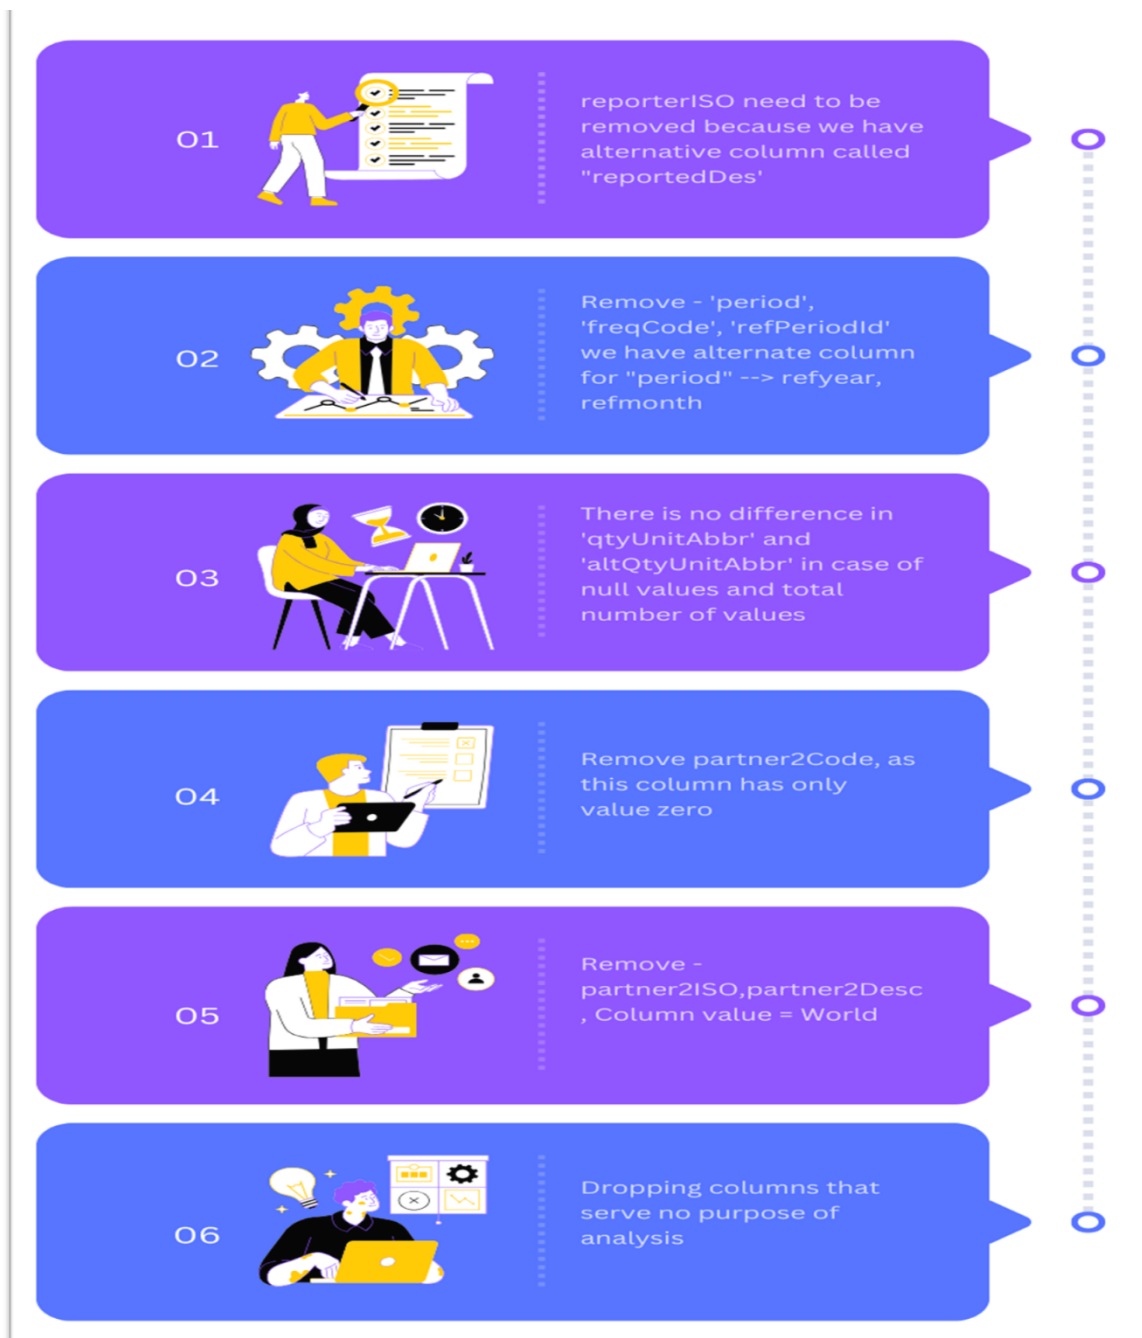 01
reporterISO need to be
removed because we have
alternative column called
"reportedDes'
02
Remove - 'period',
'freqCode', 'refPeriodId'
we have alternate column
for "period" --> refyear,
refmonth
03
There is no difference in
'qtyUnitAbbr' and
'altQtyUnitAbbr' in case of
null values and total
number of values
04
Remove partner2Code, as
this column has only
value zero
05
Remove -
partner2ISO,partner2Desc
, Column value = World
06
Dropping columns that
serve no purpose of
analysis